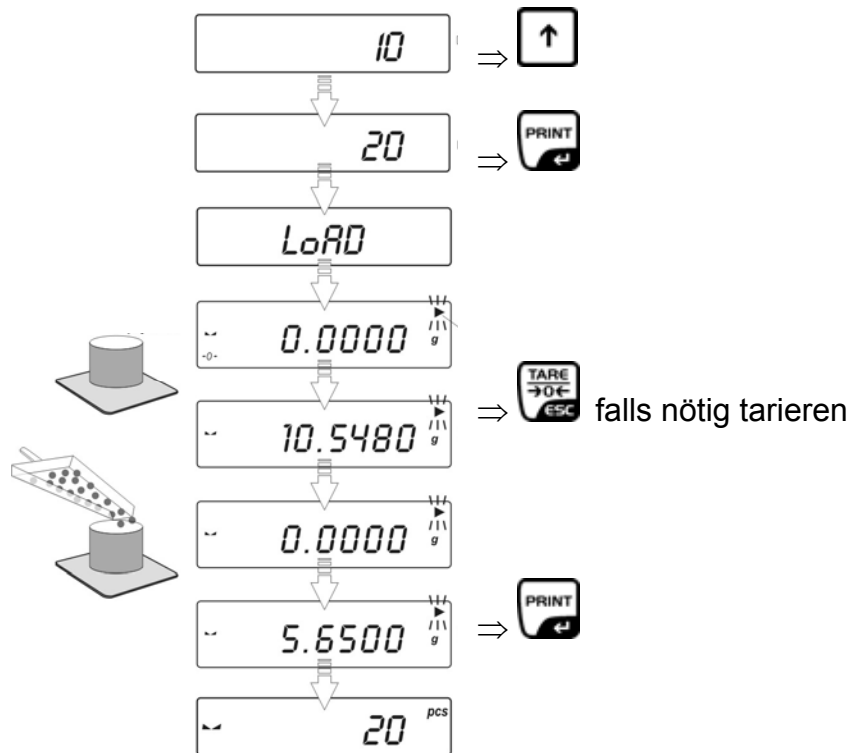 10 ⇒ ↑
20 ⇒ PRINT
LoAD
0.0000 g
-0-
10.5480 g ⇒ TARE →0← ESC falls nötig tarieren
0.0000 g
5.6500 g ⇒ PRINT
20 pcs